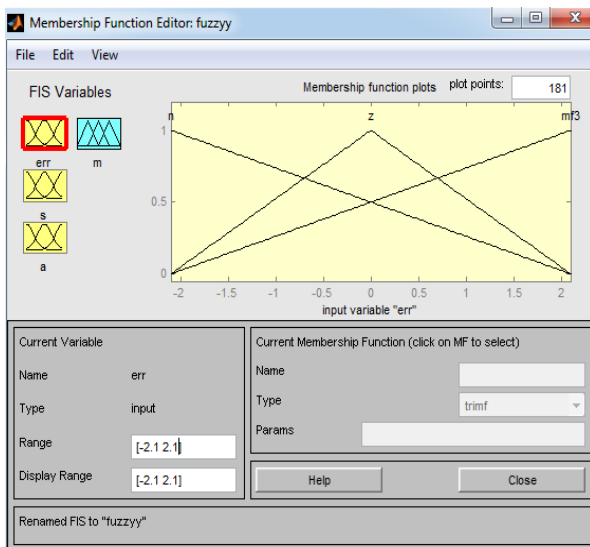 Membership Function Editor: fuzzyy
File Edit View
FIS Variables
Membership function plots plot points: 181
err m
s
a
n z mf3
1
0.5
0
-2 -1.5 -1 -0.5 0 0.5 1 1.5 2
input variable "err"
Current Variable
Name err
Type input
Range [-2.1 2.1]
Display Range [-2.1 2.1]
Current Membership Function (click on MF to select)
Name
Type trimf
Params
Help Close
Renamed FIS to "fuzzyy"